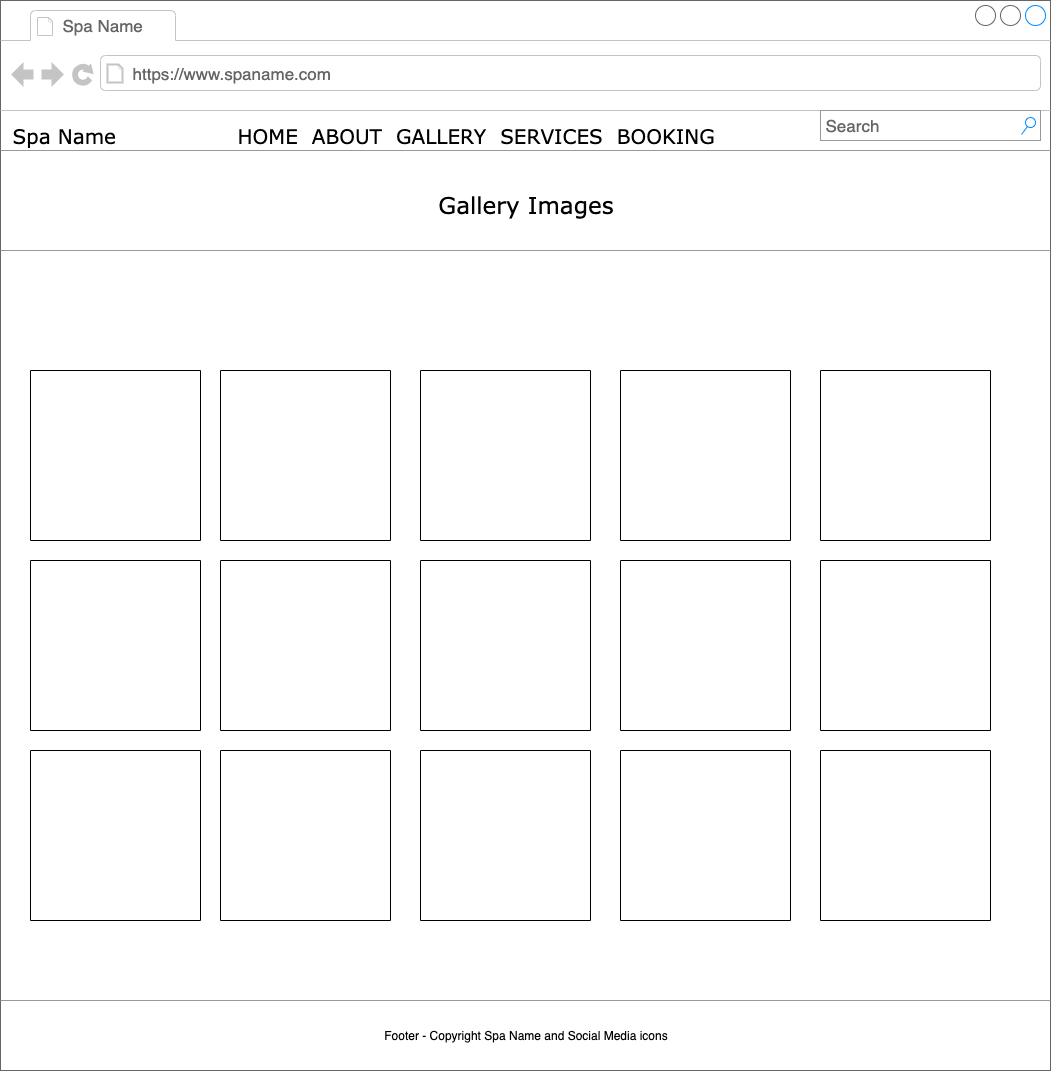 Spa Name
https://www.spaname.com
Spa Name HOME ABOUT GALLERY SERVICES BOOKING Search
Gallery Images
Footer - Copyright Spa Name and Social Media icons